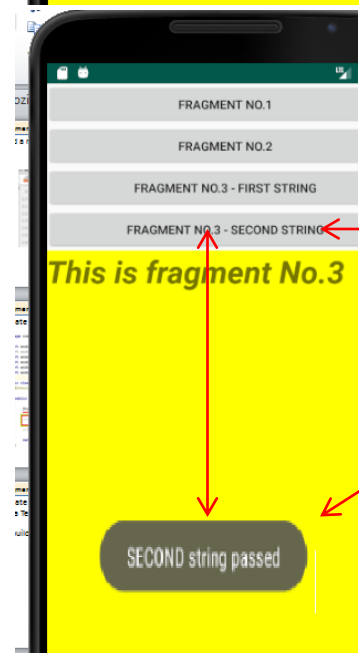 LTE
FRAGMENT NO.1
FRAGMENT NO.2
FRAGMENT NO.3 - FIRST STRING
FRAGMENT NO.3 - SECOND STRING
This is fragment No.3
SECOND string passed